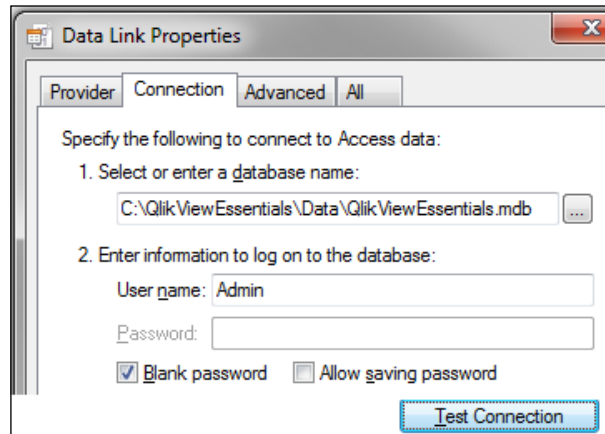 Data Link Properties
Provider Connection Advanced All
Specify the following to connect to Access data:
1. Select or enter a database name:
C:\QlikViewEssentials\Data\QlikViewEssentials.mdb ...
2. Enter information to log on to the database:
User name: Admin
Password:
Blank password Allow saving password
Test Connection